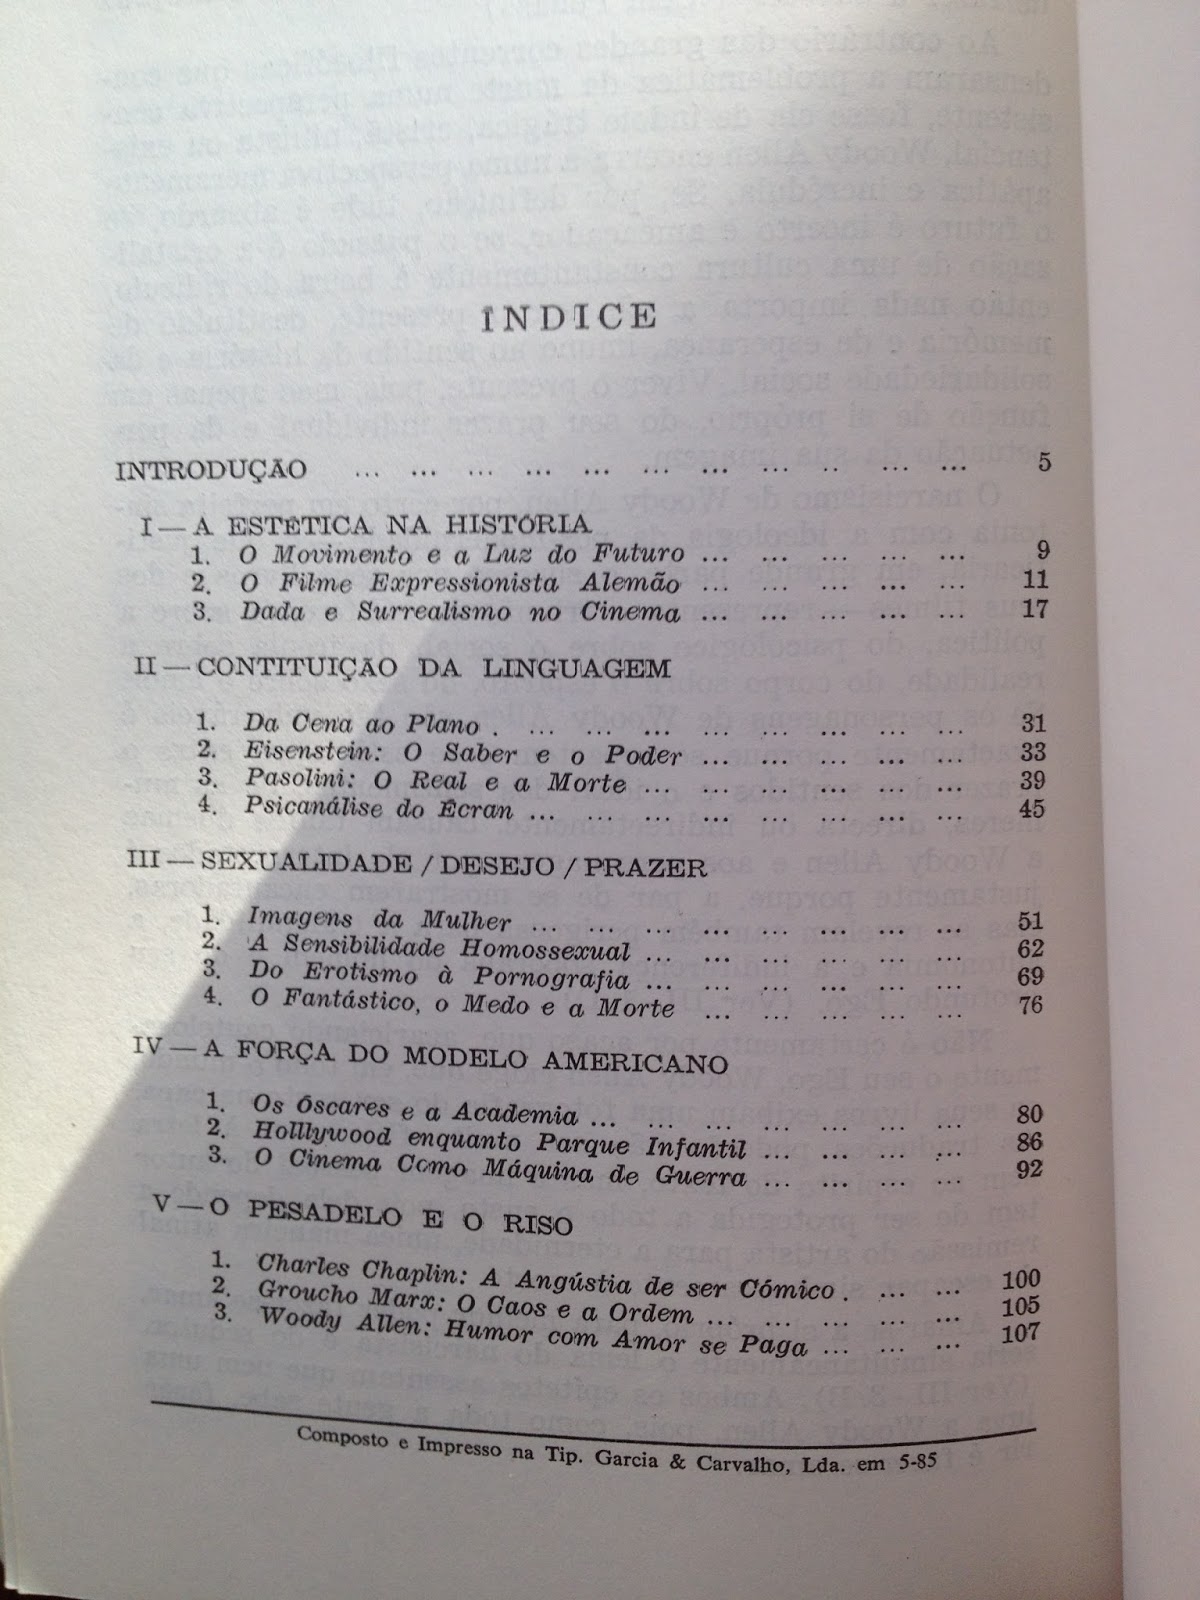 ÍNDICE
INTRODUÇÃO ... ... ... ... ... ... ... ... .. ... ... 5
I — A ESTÉTICA NA HISTÓRIA
1. O Movimento e a Luz do Futuro ... ... ... ... ... 9
2. O Filme Expressionista Alemão ... ... ... ... ... 11
3. Dada e Surrealismo no Cinema ... ... ... ... ... 17
II — CONTITUIÇÃO DA LINGUAGEM
1. Da Cena ao Plano . ... ... ... ... ... ... ... ... 31
2. Eisenstein: O Saber e o Poder ... ... ... ... ... 33
3. Pasolini: O Real e a Morte ... ... ... ... ... ... 39
4. Psicanálise do Écran ... ... ... ... ... ... ... ... 45
III — SEXUALIDADE / DESEJO / PRAZER
1. Imagens da Mulher ... ... ... ... ... ... ... ... 51
2. A Sensibilidade Homossexual ... ... ... ... ... ... 62
3. Do Erotismo à Pornografia ... ... ... ... ... ... 69
4. O Fantástico, o Medo e a Morte ... ... ... ... ... 76
IV — A FORÇA DO MODELO AMERICANO
1. Os Óscares e a Academia ... ... ... ... ... ... ... 80
2. Holllywood enquanto Parque Infantil ... ... ... ... 86
3. O Cinema Como Máquina de Guerra ... ... ... ... 92
V — O PESADELO E O RISO
1. Charles Chaplin: A Angústia de ser Cómico . ... ... 100
2. Groucho Marx: O Caos e a Ordem ... ... ... ... ... 105
3. Woody Allen: Humor com Amor se Paga ... ... ... 107
Composto e Impresso na Tip. Garcia & Carvalho, Lda. em 5-85